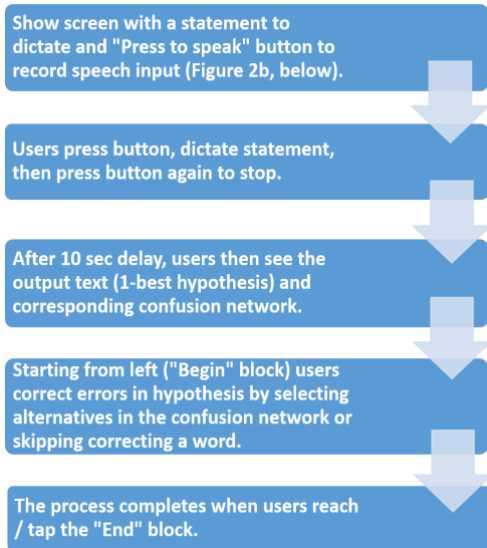 Show screen with a statement to
dictate and "Press to speak" button to
record speech input (Figure 2b, below).
Users press button, dictate statement,
then press button again to stop.
After 10 sec delay, users then see the
output text (1-best hypothesis) and
corresponding confusion network.
Starting from left ("Begin" block) users
correct errors in hypothesis by selecting
alternatives in the confusion network or
skipping correcting a word.
The process completes when users reach
/ tap the "End" block.